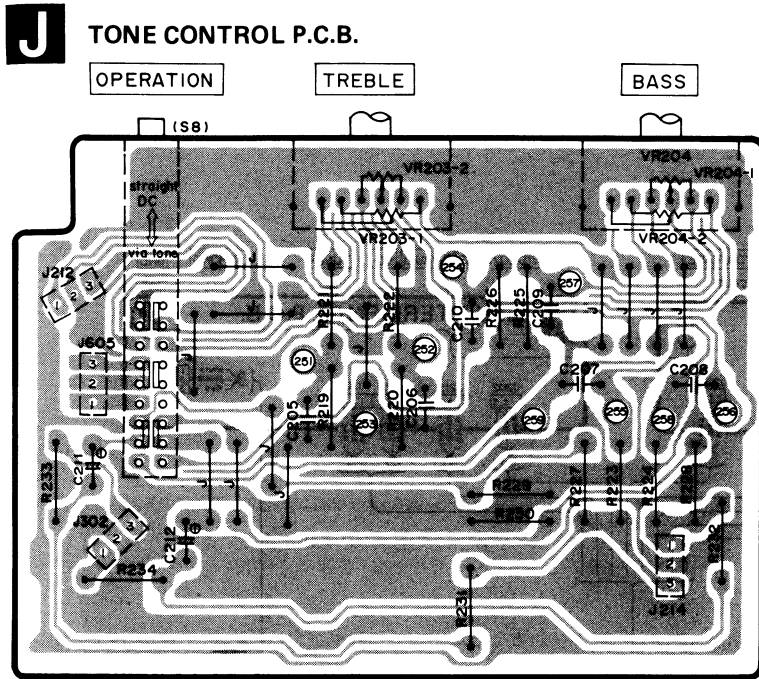 J TONE CONTROL P.C.B.
OPERATION TREBLE BASS
(S8)
VR203-2 VR204
VR204-1
straight
DC
via tone
VR203-1 VR204-2
J212
1 2 3
J J
254 257
R221 R222 C210 R226 R225 C209
J J J J
J605
3
2
1
251 252
J J
C207 C208
C205 R219 R220 C206
253 259 255 258 256
R233 C211
J J J J
R229
R230
R227 R223 R224 R228
R232
J302
1 2 3
C212
R234
R231
1
2
3
J214